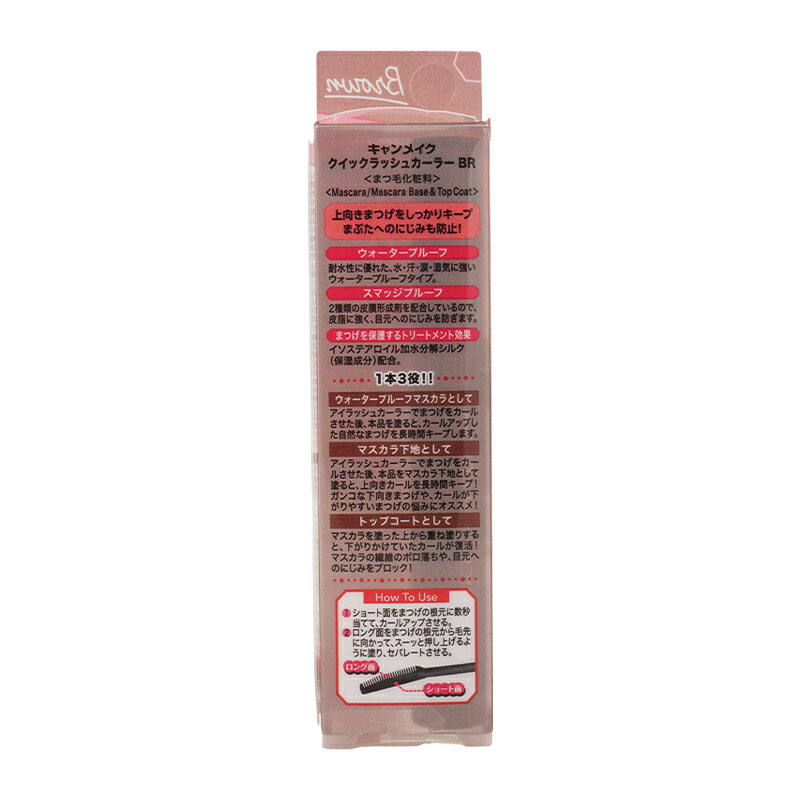 Brown
キャンメイク
クイックラッシュカーラー BR
＜まつ毛化粧料＞
<Mascara/Mascara Base & Top Coat>
上向きまつげをしっかりキープ
まぶたへのにじみも防止！
ウォータープルーフ
耐水性に優れた、水・汗・涙・湿気に強い
ウォータープルーフタイプ。
スマッジプルーフ
2種類の皮膜形成剤を配合しているので、
皮脂に強く、目元へのにじみを防ぎます。
まつげを保護するトリートメント効果
イソステアロイル加水分解シルク
（保湿成分）配合。
1本3役！！
ウォータープルーフマスカラとして
アイラッシュカーラーでまつげをカール
させた後、本品を塗ると、カールアップし
た自然なまつげを長時間キープします。
マスカラ下地として
アイラッシュカーラーでまつげをカー
ルさせた後、本品をマスカラ下地として
塗ると、上向きカールを長時間キープ！
ガンコな下向きまつげや、カールが下
がりやすいまつげの悩みにオススメ！
トップコートとして
マスカラを塗った上から重ね塗りする
と、下がりかけていたカールが復活！
マスカラの繊維のボロ落ちや、目元へ
のにじみをブロック！
How To Use
1 ショート面をまつげの根元に数秒
当てて、カールアップさせる。
2 ロング面をまつげの根元から毛先
に向かって、スーッと押し上げるよ
うに塗り、セパレートさせる。
ロング面
ショート面